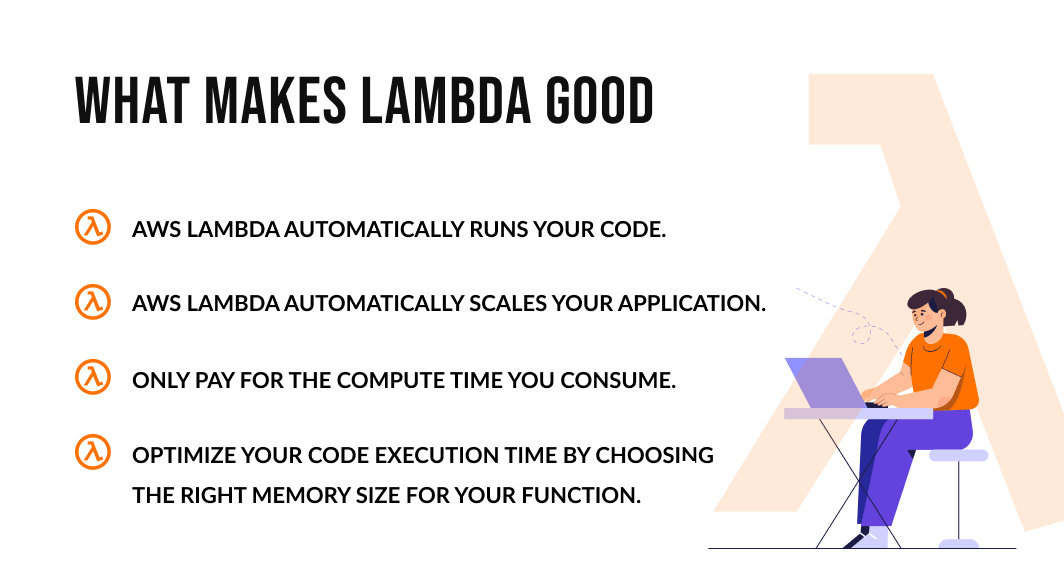 WHAT MAKES LAMBDA GOOD
AWS LAMBDA AUTOMATICALLY RUNS YOUR CODE.
AWS LAMBDA AUTOMATICALLY SCALES YOUR APPLICATION.
ONLY PAY FOR THE COMPUTE TIME YOU CONSUME.
OPTIMIZE YOUR CODE EXECUTION TIME BY CHOOSING
THE RIGHT MEMORY SIZE FOR YOUR FUNCTION.